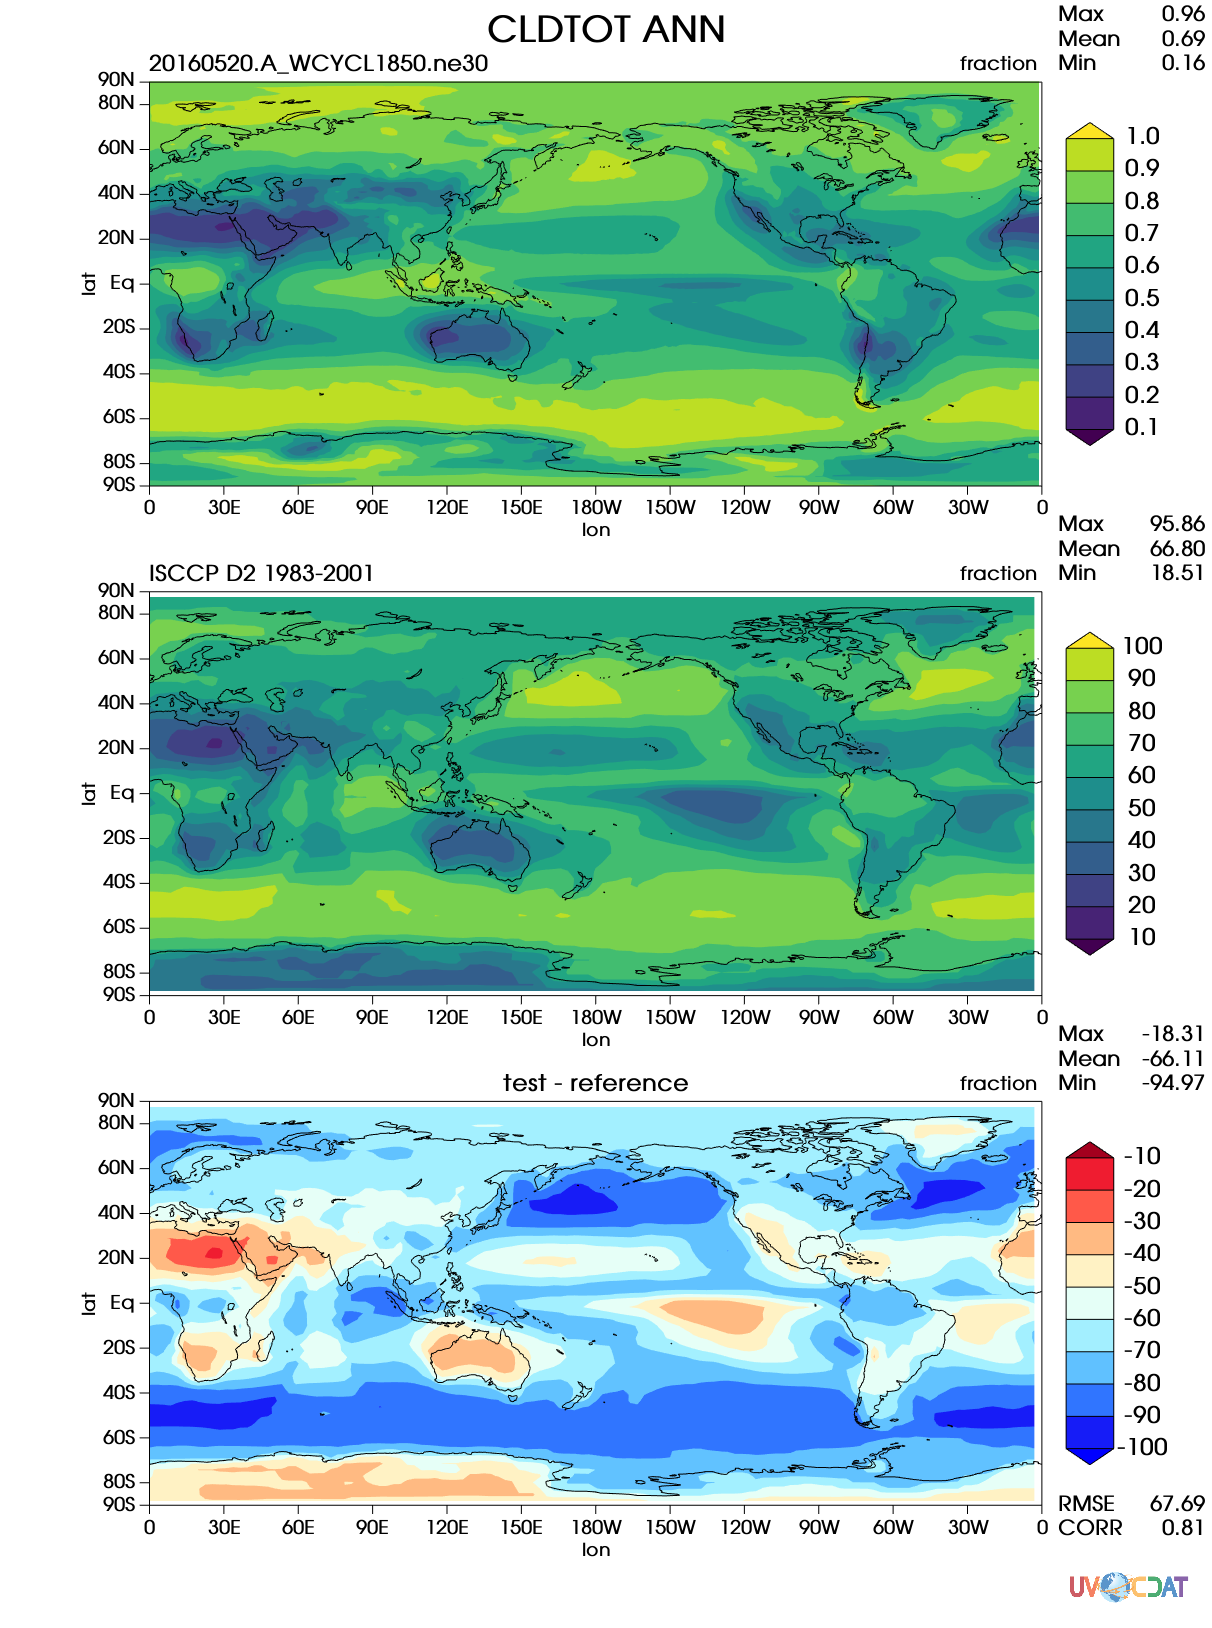 CLDTOT ANN
20160520.A_WCYCL1850.ne30 fraction
Max 0.96
Mean 0.69
Min 0.16
90N
80N
60N
40N
20N
Eq
20S
40S
60S
80S
90S
lat
0 30E 60E 90E 120E 150E 180W 150W 120W 90W 60W 30W 0
lon
1.0
0.9
0.8
0.7
0.6
0.5
0.4
0.3
0.2
0.1
ISCCP D2 1983-2001 fraction
Max 95.86
Mean 66.80
Min 18.51
90N
80N
60N
40N
20N
Eq
20S
40S
60S
80S
90S
lat
0 30E 60E 90E 120E 150E 180W 150W 120W 90W 60W 30W 0
lon
100
90
80
70
60
50
40
30
20
10
test - reference fraction
Max -18.31
Mean -66.11
Min -94.97
90N
80N
60N
40N
20N
Eq
20S
40S
60S
80S
90S
lat
0 30E 60E 90E 120E 150E 180W 150W 120W 90W 60W 30W 0
lon
-10
-20
-30
-40
-50
-60
-70
-80
-90
-100
RMSE 67.69
CORR 0.81
UV CDAT